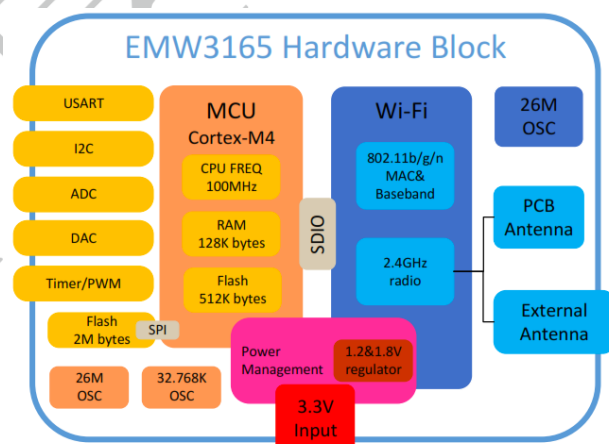 EMW3165 Hardware Block
USART
I2C
ADC
DAC
Timer/PWM
Flash
2M bytes
SPI
26M
OSC
32.768K
OSC
MCU
Cortex-M4
CPU FREQ
100MHz
RAM
128K bytes
Flash
512K bytes
SDIO
Wi-Fi
802.11b/g/n
MAC&
Baseband
2.4GHz
radio
26M
OSC
PCB
Antenna
External
Antenna
Power
Management
1.2&1.8V
regulator
3.3V
Input